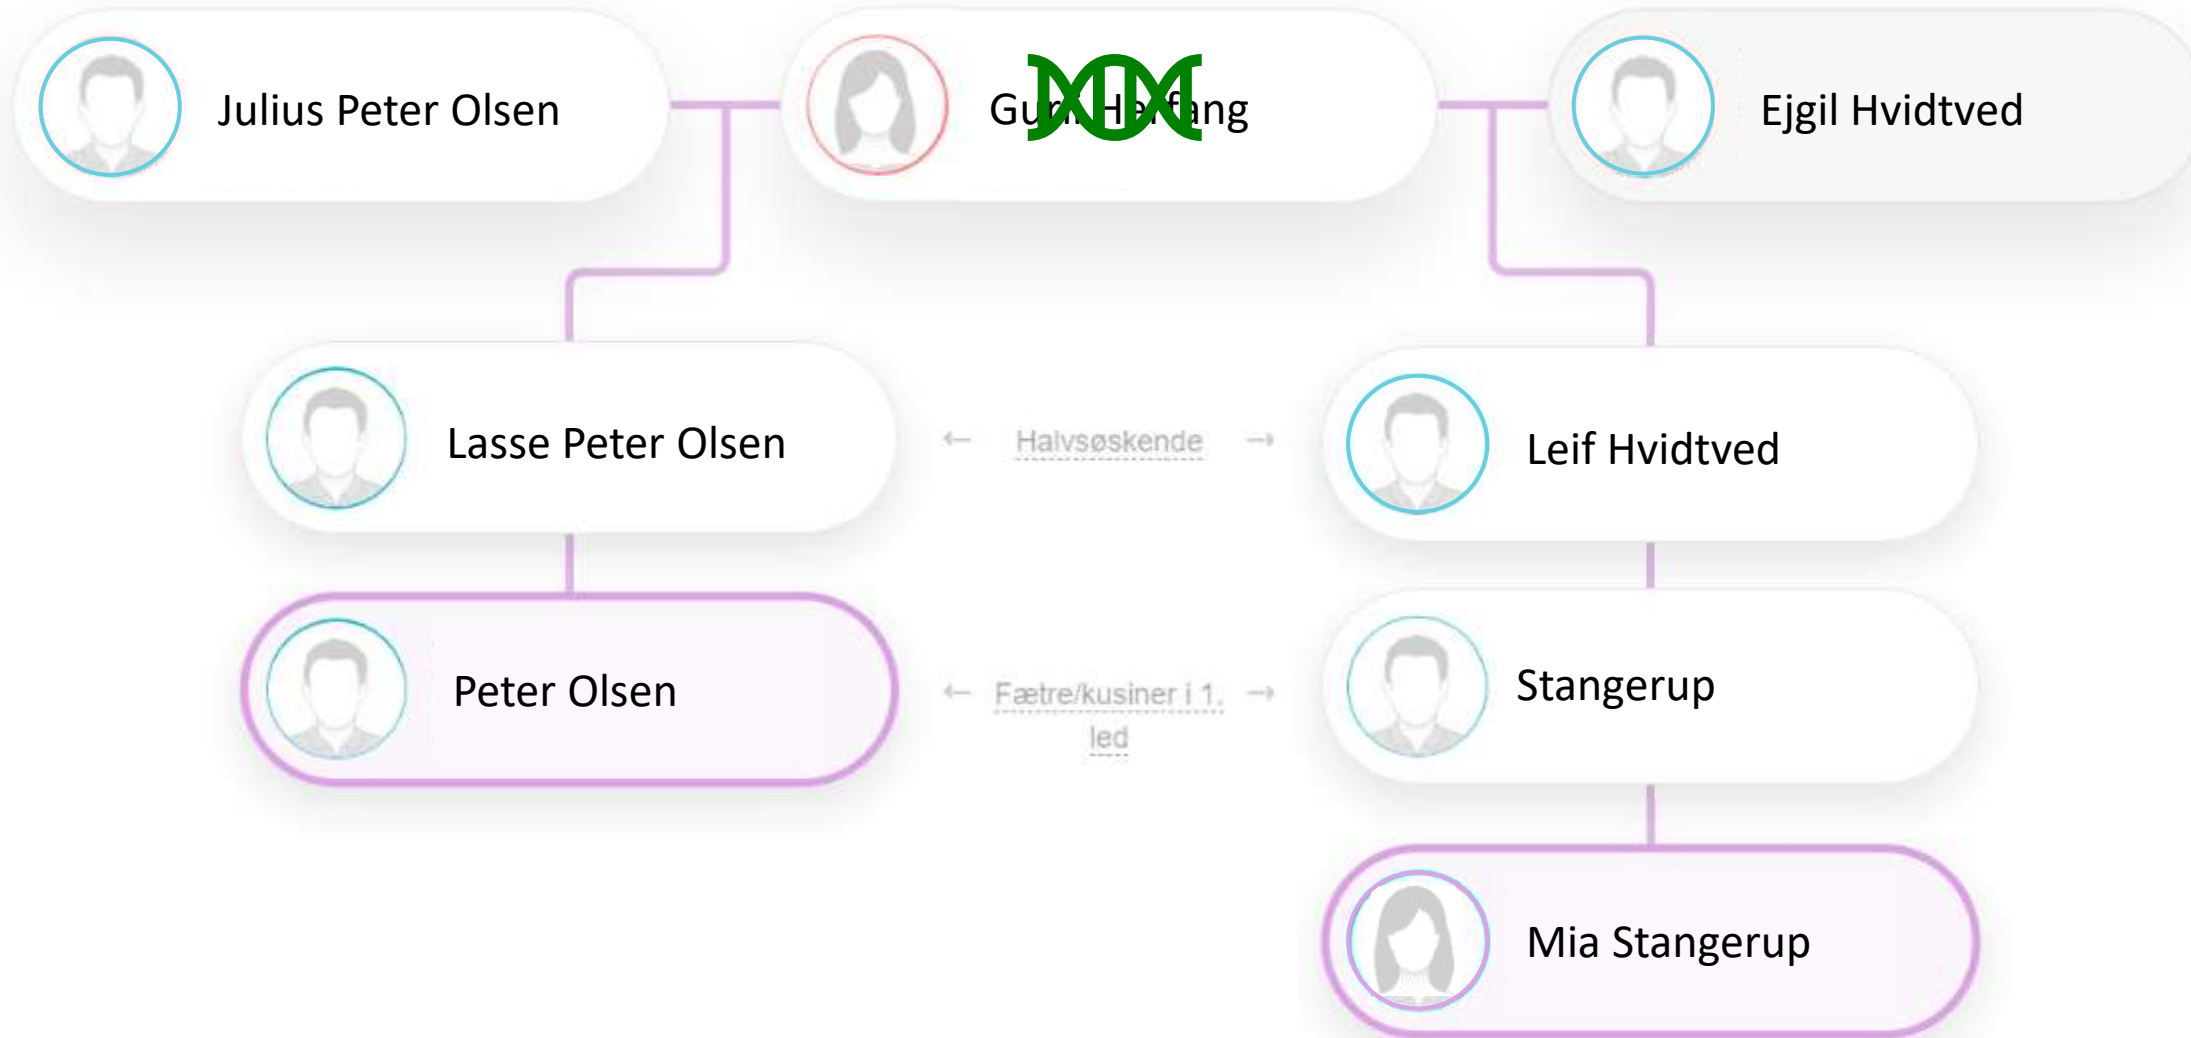 Julius Peter Olsen
Ejgil Hvidtved
Lasse Peter Olsen
← Halvsøskende →
Leif Hvidtved
Peter Olsen
← Fætre/kusiner i 1. →
led
Stangerup
Mia Stangerup